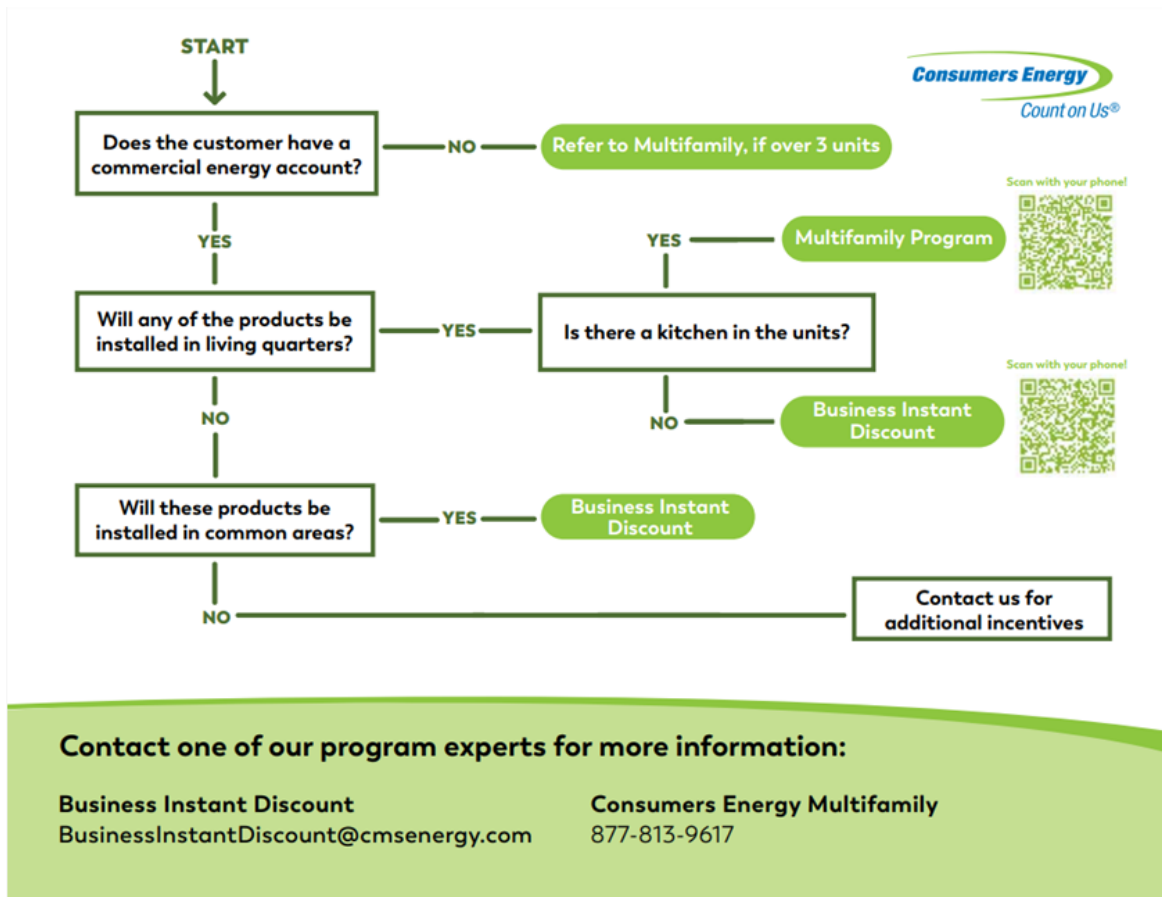 START
Consumers Energy
Count on Us®
Does the customer have a
commercial energy account?
NO
Refer to Multifamily, if over 3 units
Scan with your phone!
YES
YES
Multifamily Program
Will any of the products be
installed in living quarters?
YES
Is there a kitchen in the units?
Scan with your phone!
NO
NO
Business Instant
Discount
Will these products be
installed in common areas?
YES
Business Instant
Discount
NO
Contact us for
additional incentives
Contact one of our program experts for more information:
Business Instant Discount
BusinessInstantDiscount@cmsenergy.com
Consumers Energy Multifamily
877-813-9617